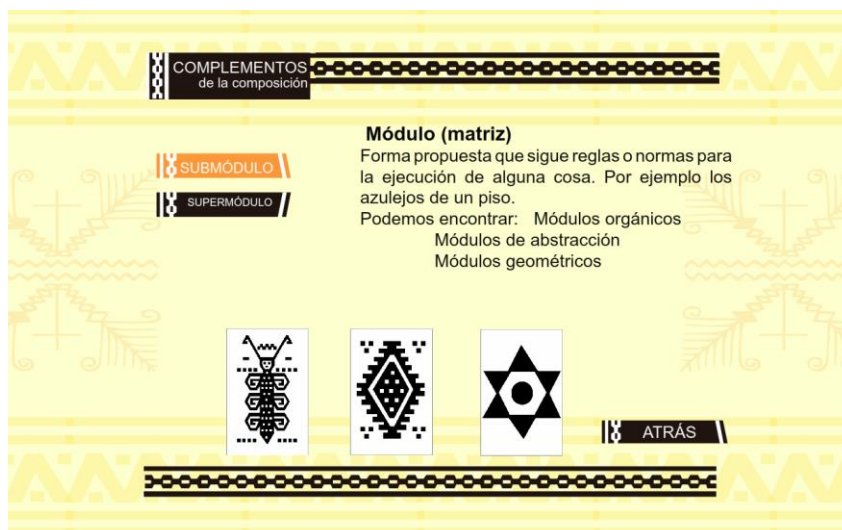 COMPLEMENTOS
de la composición
Módulo (matriz)
Forma propuesta que sigue reglas o normas para
la ejecución de alguna cosa. Por ejemplo los
azulejos de un piso.
Podemos encontrar: Módulos orgánicos
Módulos de abstracción
Módulos geométricos
SUBMÓDULO
SUPERMÓDULO
ATRÁS